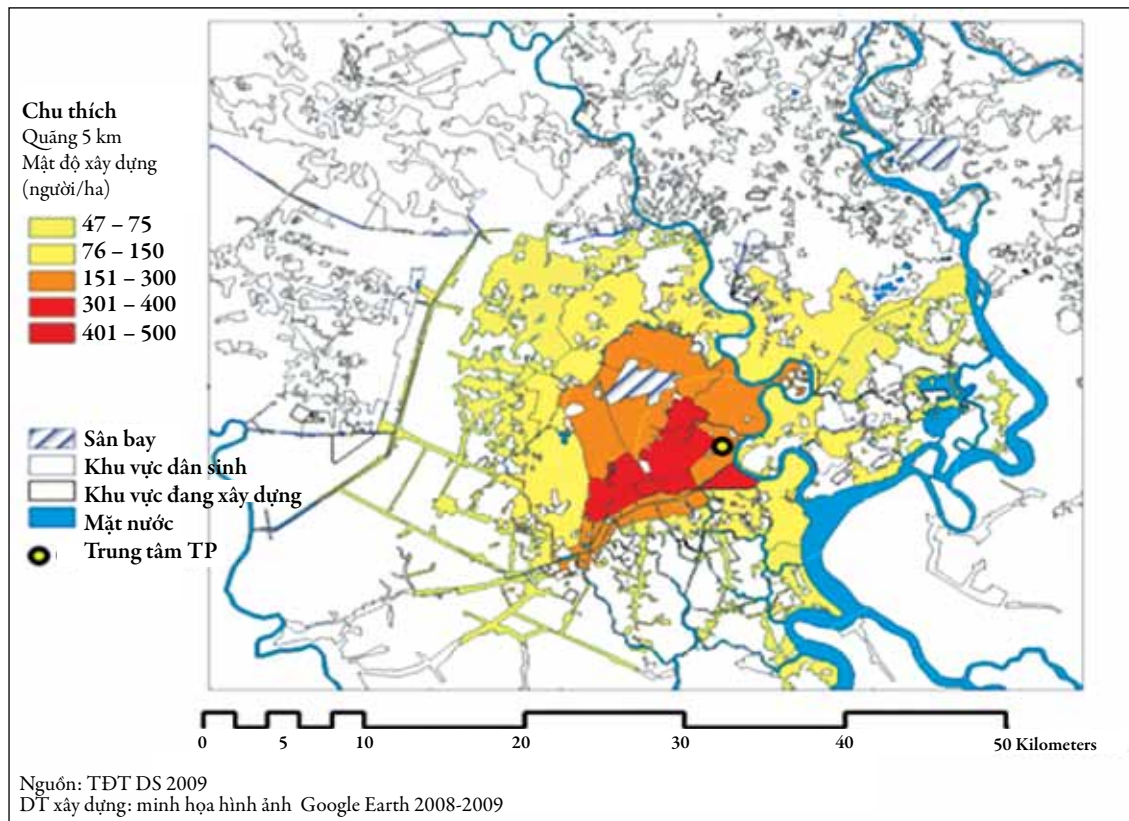 Chu thích
Quãng 5 km
Mật độ xây dựng
(người/ha)
47 – 75
76 – 150
151 – 300
301 – 400
401 – 500
Sân bay
Khu vực dân sinh
Khu vực đang xây dựng
Mặt nước
Trung tâm TP
0 5 10 20 30 40 50 Kilometers
Nguồn: TĐT DS 2009
DT xây dựng: minh họa hình ảnh Google Earth 2008-2009